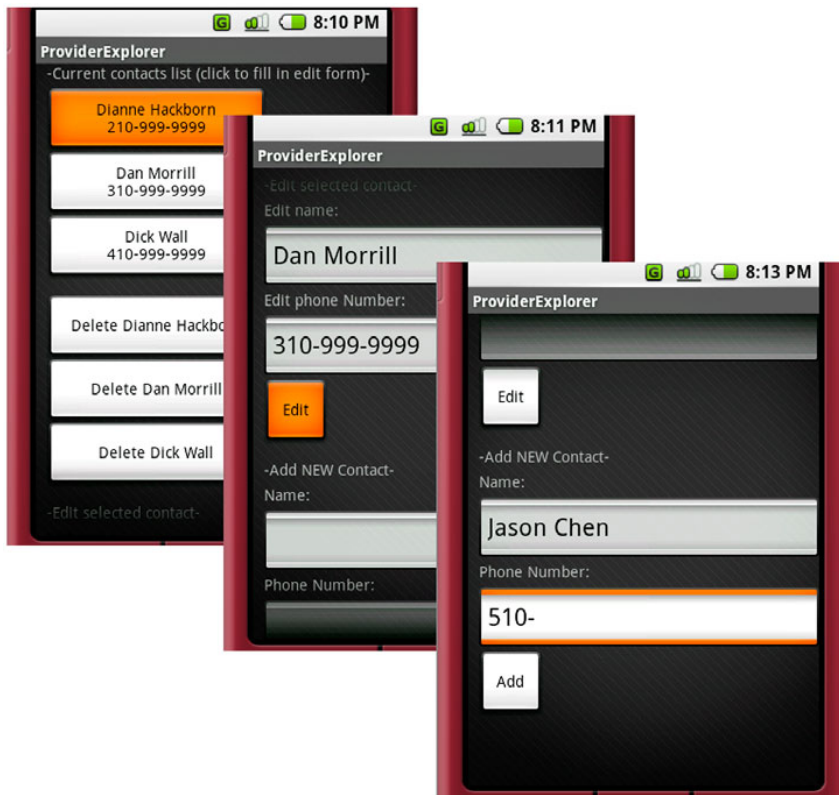 G 8:10 PM
ProviderExplorer
-Current contacts list (click to fill in edit form)-
Dianne Hackborn
210-999-9999
Dan Morrill
310-999-9999
Dick Wall
410-999-9999
Delete Dianne Hackbo
Delete Dan Morrill
Delete Dick Wall
-Edit selected contact-
G 8:11 PM
ProviderExplorer
-Edit selected contact-
Edit name:
Dan Morrill
Edit phone Number:
310-999-9999
Edit
-Add NEW Contact-
Name:
Phone Number:
G 8:13 PM
ProviderExplorer
Edit
-Add NEW Contact-
Name:
Jason Chen
Phone Number:
510-
Add